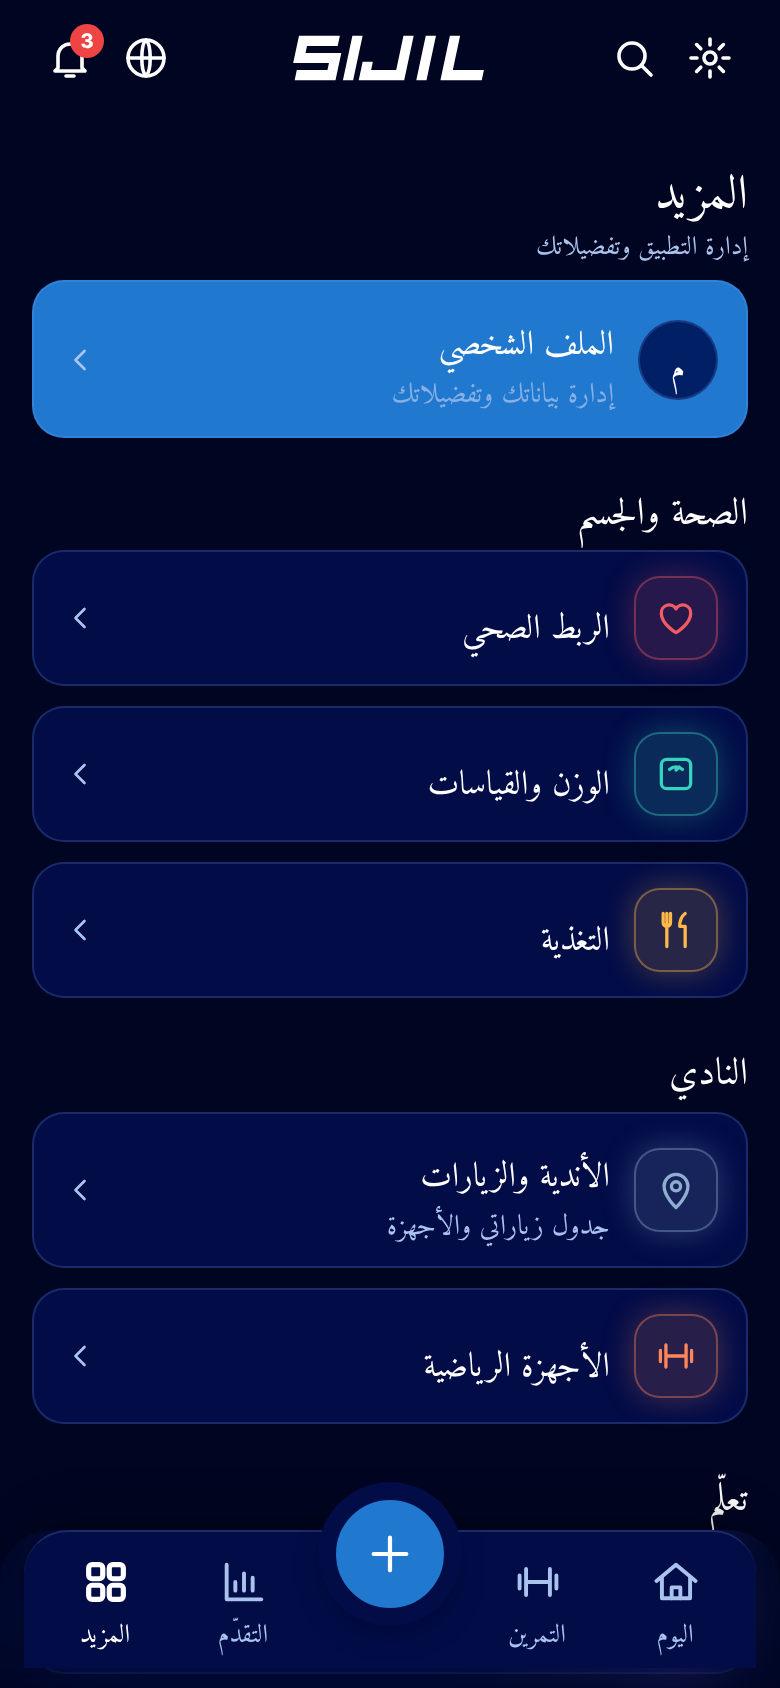 3
SIJIL
المزيد
إدارة التطبيق وتفضيلاتك
م
الملف الشخصي
إدارة بياناتك وتفضيلاتك
الصحة والجسم
الربط الصحي
الوزن والقياسات
التغذية
النادي
الأندية والزيارات
جدول زياراتي والأجهزة
الأجهزة الرياضية
تعلّم
اليوم
التمرين
التقدّم
المزيد